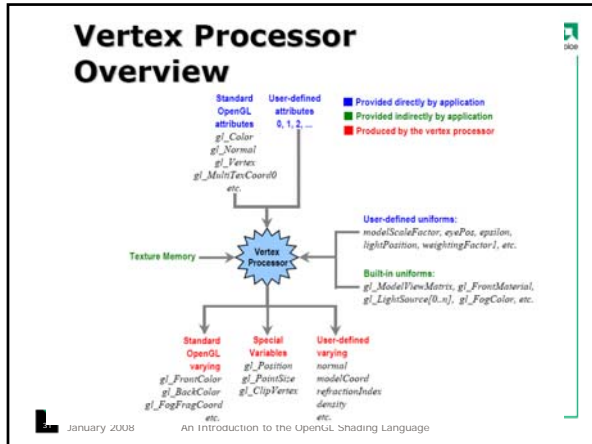 Vertex Processor
Overview
Standard
OpenGL
attributes
gl_Color
gl_Normal
gl_Vertex
gl_MultiTexCoord0
etc.
User-defined
attributes
0, 1, 2, ...
Provided directly by application
Provided indirectly by application
Produced by the vertex processor
Texture Memory
Vertex
Processor
User-defined uniforms:
modelScaleFactor, eyePos, epsilon,
lightPosition, weightingFactor1, etc.
Built-in uniforms:
gl_ModelViewMatrix, gl_FrontMaterial,
gl_LightSource[0..n], gl_FogColor, etc.
Standard
OpenGL
varying
gl_FrontColor
gl_BackColor
gl_FogFragCoord
etc.
Special
Variables
gl_Position
gl_PointSize
gl_ClipVertex
User-defined
varying
normal
modelCoord
refractionIndex
density
etc.
January 2008
An Introduction to the OpenGL Shading Language